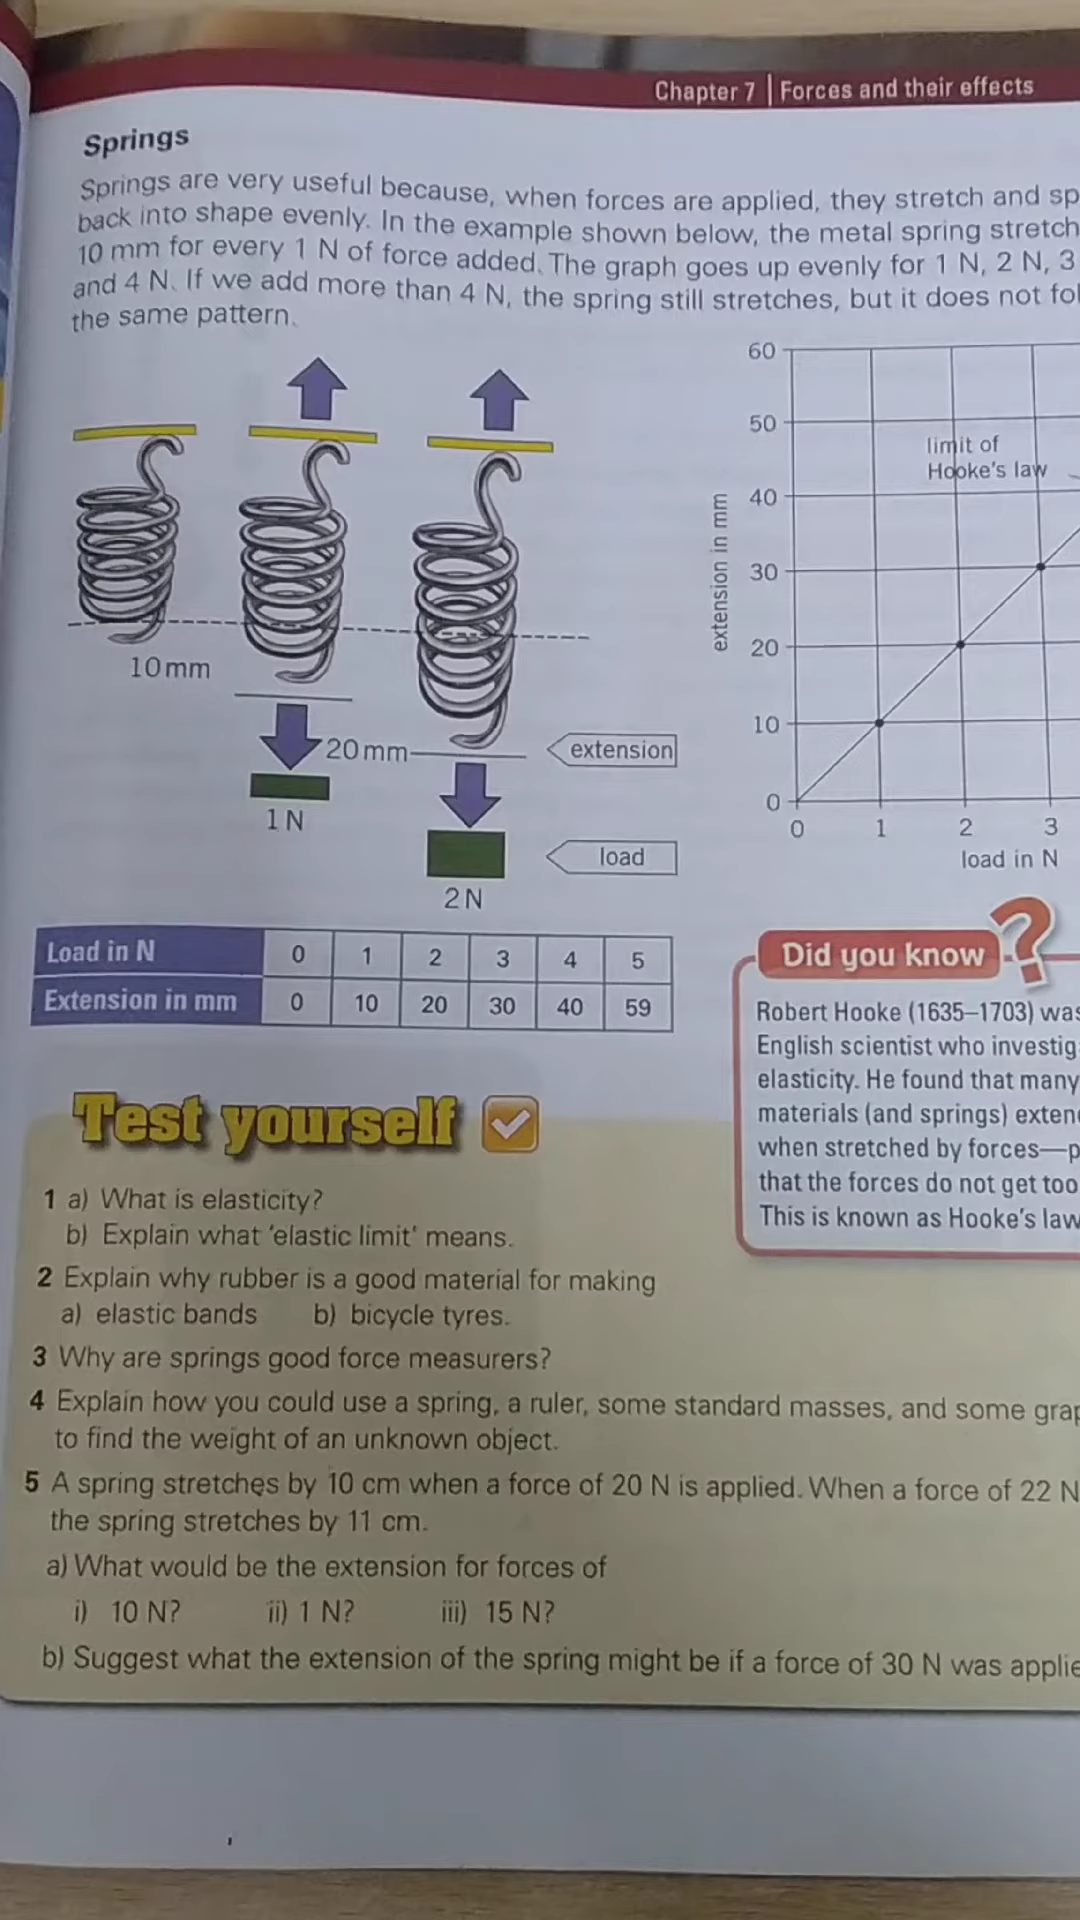 Chapter 7 | Forces and their effects
Springs
Springs are very useful because, when forces are applied, they stretch and sp
back into shape evenly. In the example shown below, the metal spring stretch
10 mm for every 1 N of force added. The graph goes up evenly for 1 N, 2 N, 3
and 4 N. If we add more than 4 N, the spring still stretches, but it does not fol
the same pattern.
10 mm
20 mm
1 N
2 N
extension
load
60
50
40
30
20
10
0
extension in mm
limit of
Hooke's law
0 1 2 3
load in N
Load in N 0 1 2 3 4 5
Extension in mm 0 10 20 30 40 59
Did you know ?
Robert Hooke (1635–1703) was
English scientist who investig
elasticity. He found that many
materials (and springs) exten
when stretched by forces—p
that the forces do not get too
This is known as Hooke's law
Test yourself
1 a) What is elasticity?
b) Explain what 'elastic limit' means.
2 Explain why rubber is a good material for making
a) elastic bands b) bicycle tyres.
3 Why are springs good force measurers?
4 Explain how you could use a spring, a ruler, some standard masses, and some grap
to find the weight of an unknown object.
5 A spring stretches by 10 cm when a force of 20 N is applied. When a force of 22 N
the spring stretches by 11 cm.
a) What would be the extension for forces of
i) 10 N? ii) 1 N? iii) 15 N?
b) Suggest what the extension of the spring might be if a force of 30 N was applie